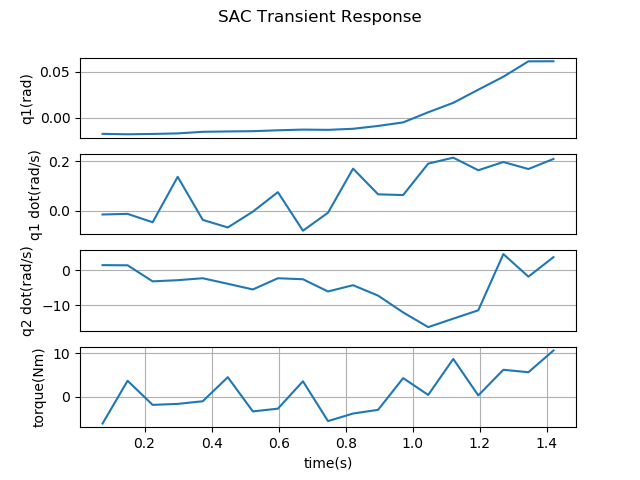 SAC Transient Response
q1(rad)
0.05
0.00
q1 dot(rad/s)
0.2
0.0
q2 dot(rad/s)
0
−10
torque(Nm)
10
0
0.2 0.4 0.6 0.8 1.0 1.2 1.4
time(s)